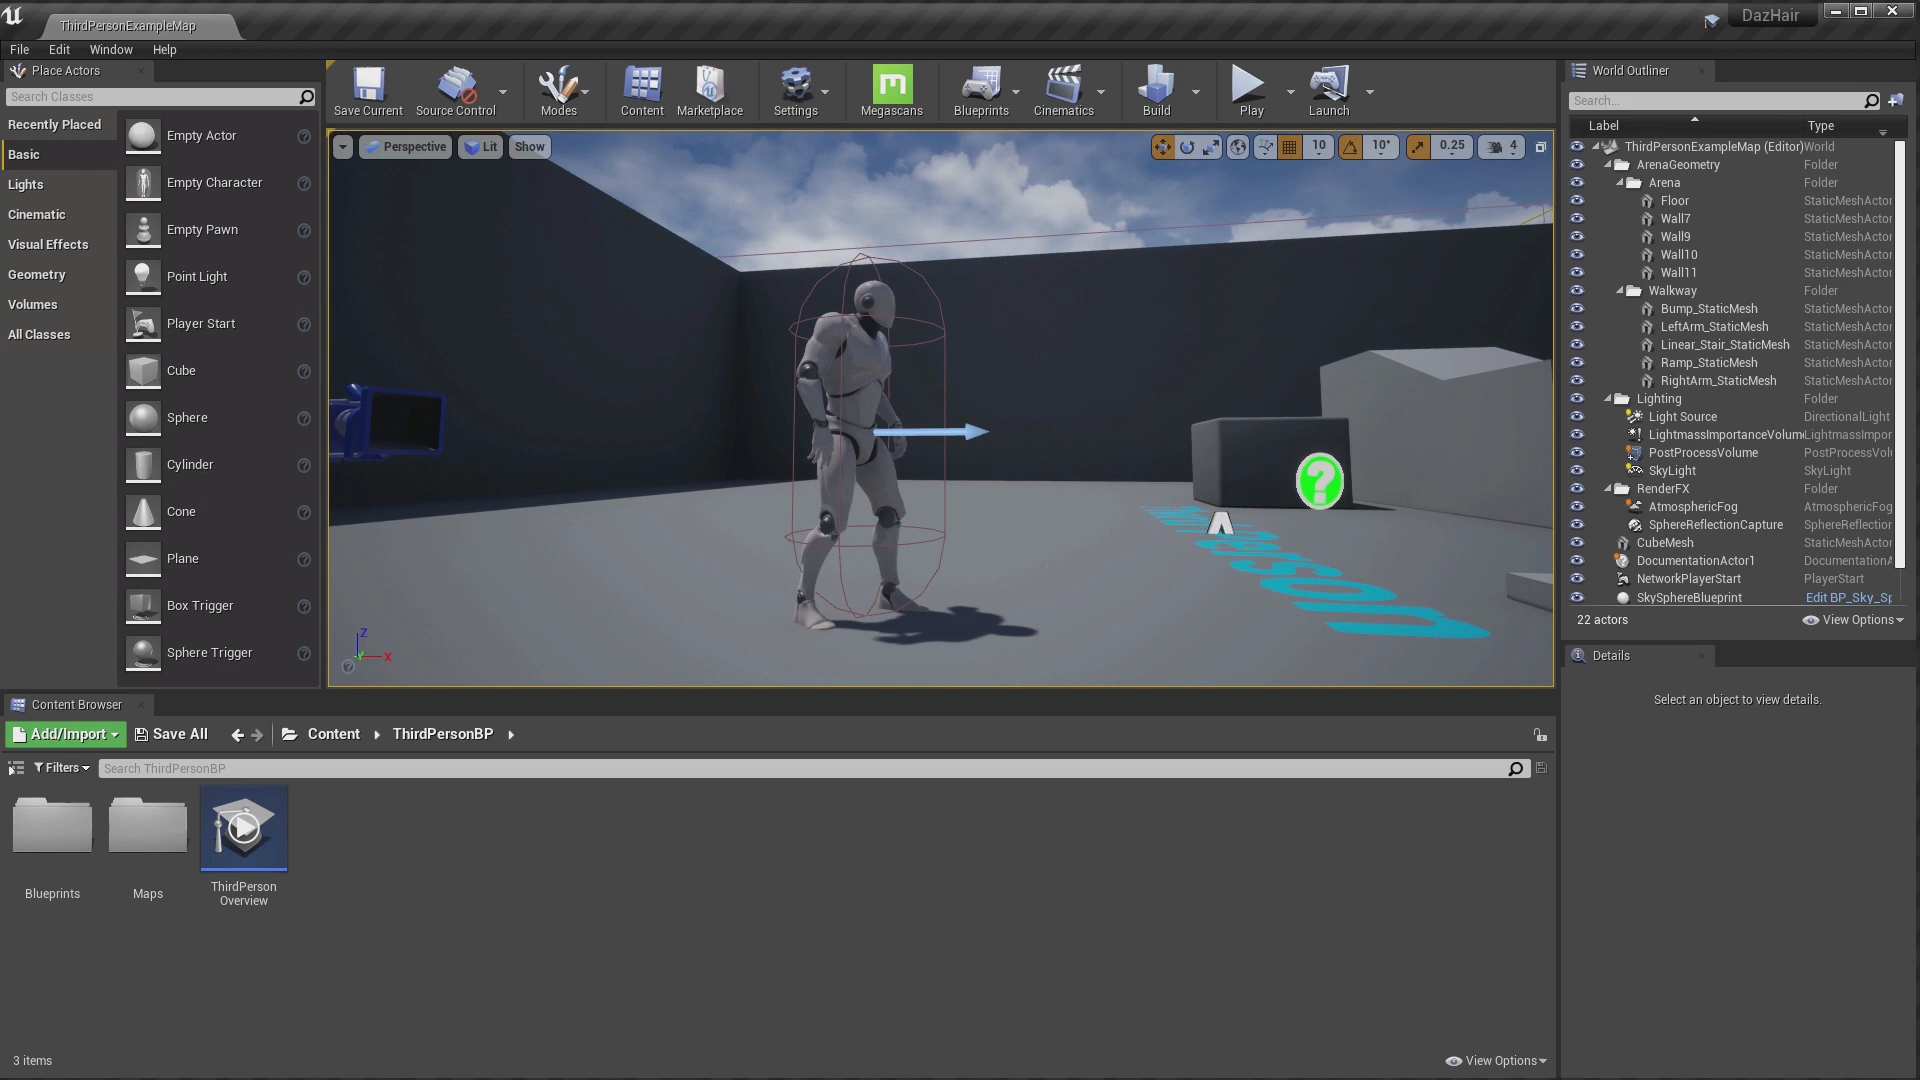 ThirdPersonExampleMap
DazHair
File Edit Window Help
Place Actors
Search Classes
Recently Placed
Basic
Lights
Cinematic
Visual Effects
Geometry
Volumes
All Classes
Empty Actor
Empty Character
Empty Pawn
Point Light
Player Start
Cube
Sphere
Cylinder
Cone
Plane
Box Trigger
Sphere Trigger
Save Current
Source Control
Modes
Content
Marketplace
Settings
Megascans
Blueprints
Cinematics
Build
Play
Launch
Perspective
Lit
Show
10
10°
0.25
4
Z
X
World Outliner
Search...
Label Type
ThirdPersonExampleMap (Editor) World
ArenaGeometry Folder
Arena Folder
Floor StaticMeshActor
Wall7 StaticMeshActor
Wall9 StaticMeshActor
Wall10 StaticMeshActor
Wall11 StaticMeshActor
Walkway Folder
Bump_StaticMesh StaticMeshActor
LeftArm_StaticMesh StaticMeshActor
Linear_Stair_StaticMesh StaticMeshActor
Ramp_StaticMesh StaticMeshActor
RightArm_StaticMesh StaticMeshActor
Lighting Folder
Light Source DirectionalLight
LightmassImportanceVolum LightmassImpor
PostProcessVolume PostProcessVol
SkyLight SkyLight
RenderFX Folder
AtmosphericFog AtmosphericFog
SphereReflectionCapture SphereReflection
CubeMesh StaticMeshActor
DocumentationActor1 Documentation
NetworkPlayerStart PlayerStart
SkySphereBlueprint Edit BP_Sky_Sp
22 actors
View Options
Details
Select an object to view details.
Content Browser
Add/Import Save All Content ThirdPersonBP
Filters Search ThirdPersonBP
Blueprints
Maps
ThirdPerson
Overview
3 items
View Options